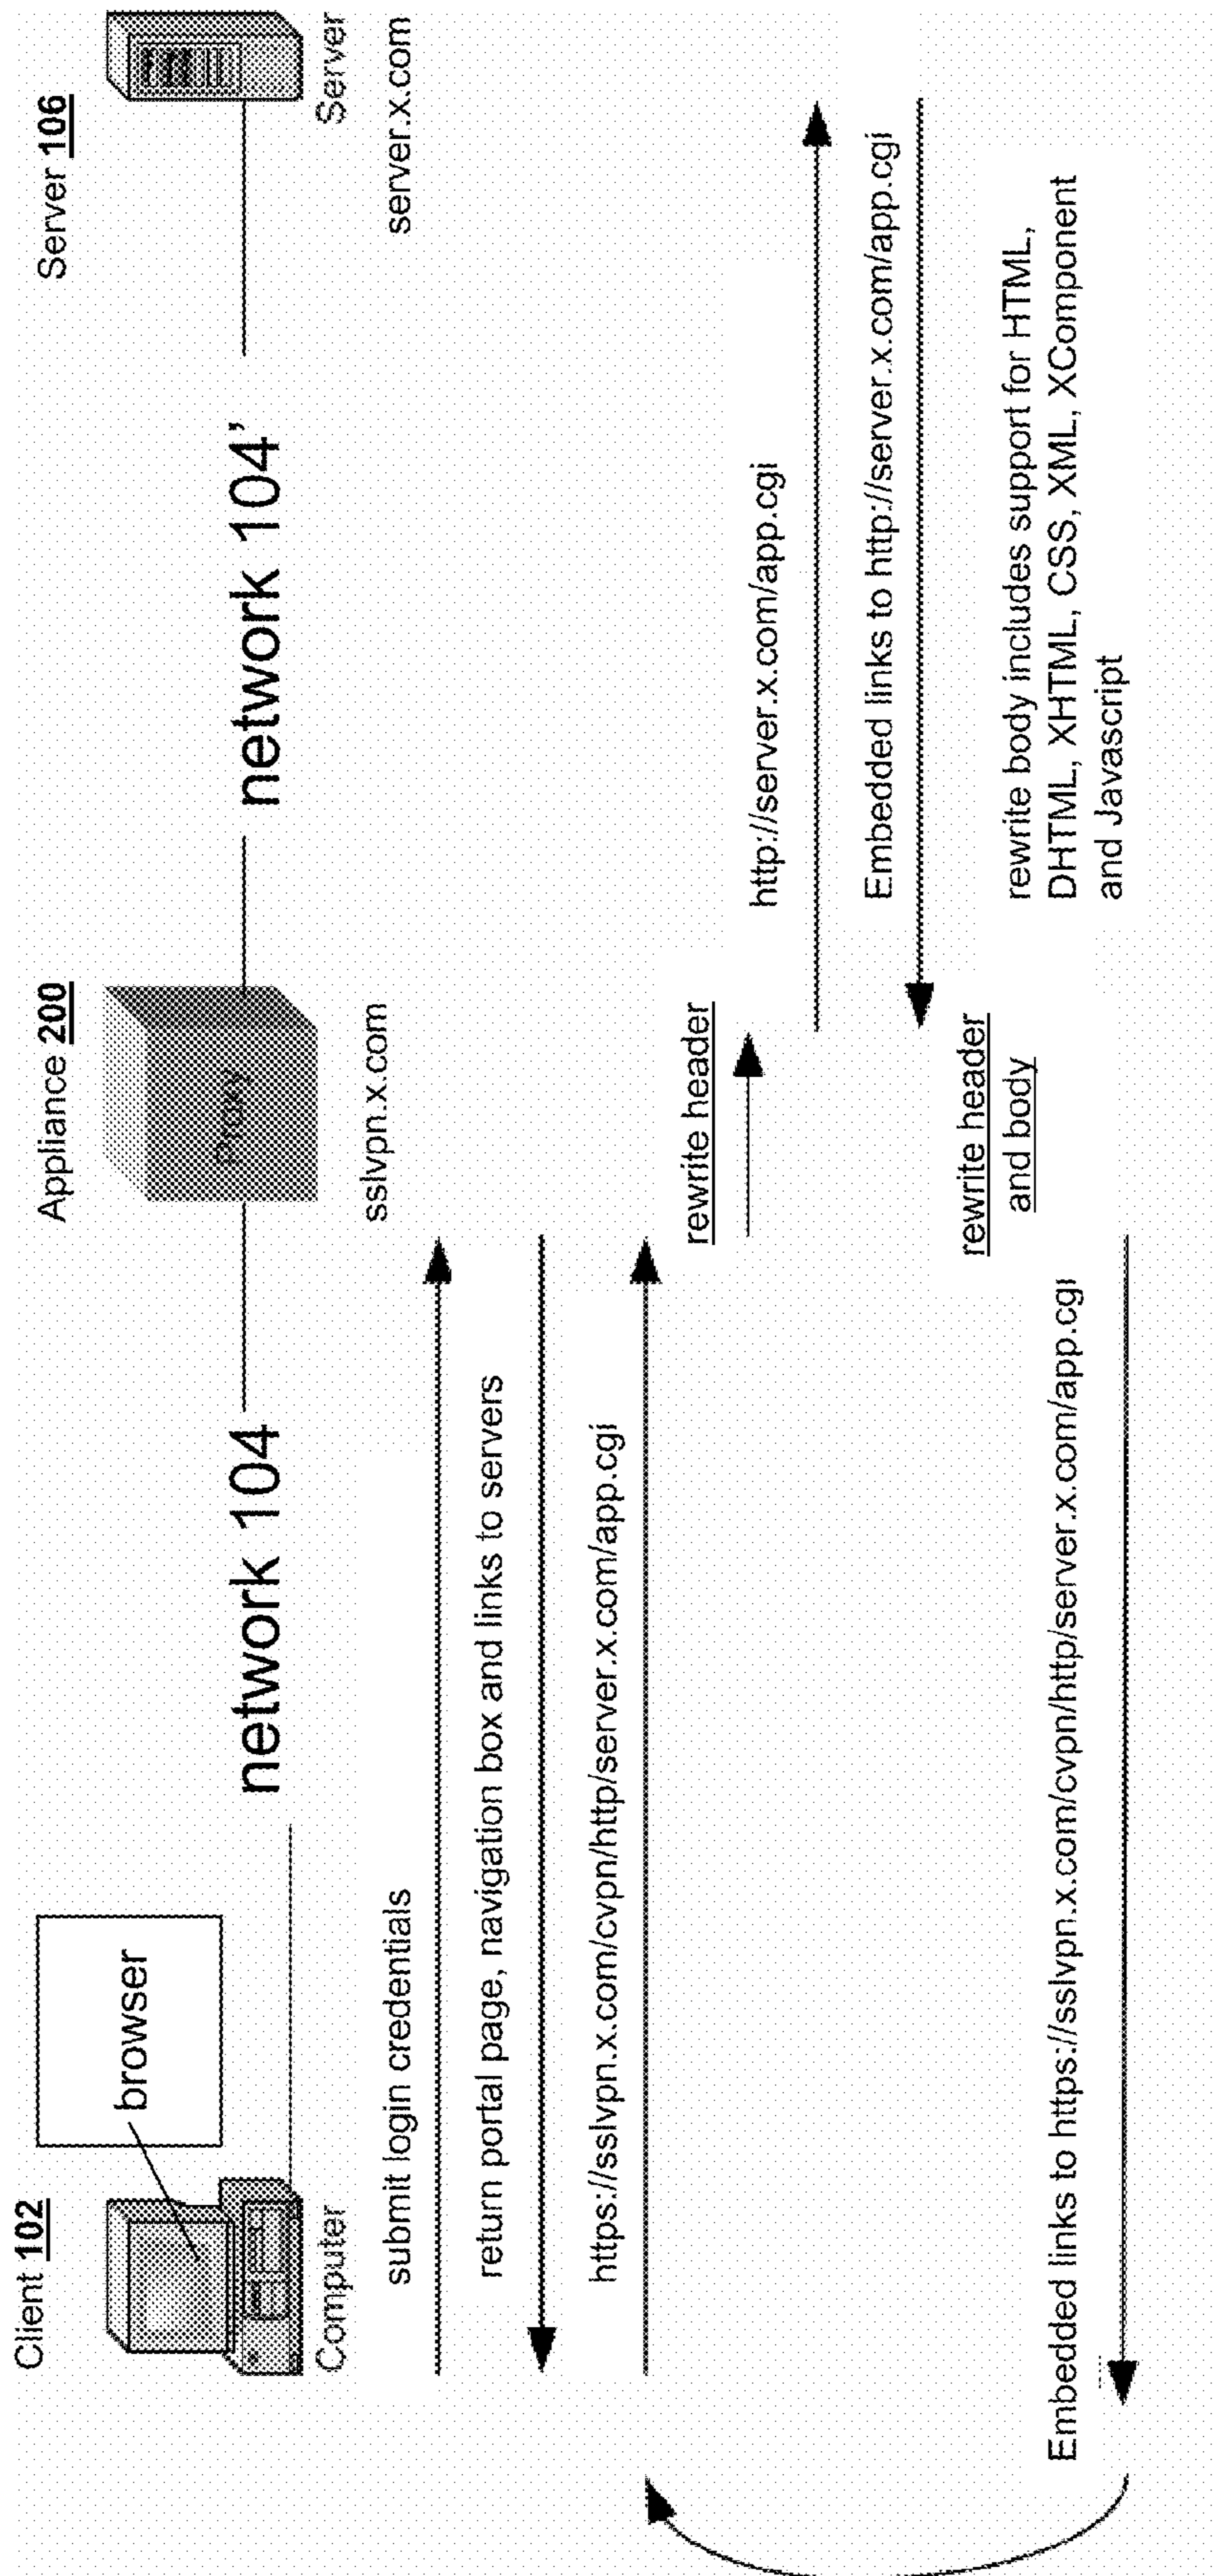 Client 102
browser
Computer
network 104
Appliance 200
Proxy
sslvpn.x.com
network 104’
Server 106
Server
server.x.com
submit login credentials
return portal page, navigation box and links to servers
https://sslvpn.x.com/cvpn/http/server.x.com/app.cgi
rewrite header
http://server.x.com/app.cgi
Embedded links to http://server.x.com/app.cgi
rewrite header
and body
rewrite body includes support for HTML,
DHTML, XHTML, CSS, XML, XComponent
and Javascript
Embedded links to https://sslvpn.x.com/cvpn/http/server.x.com/app.cgi